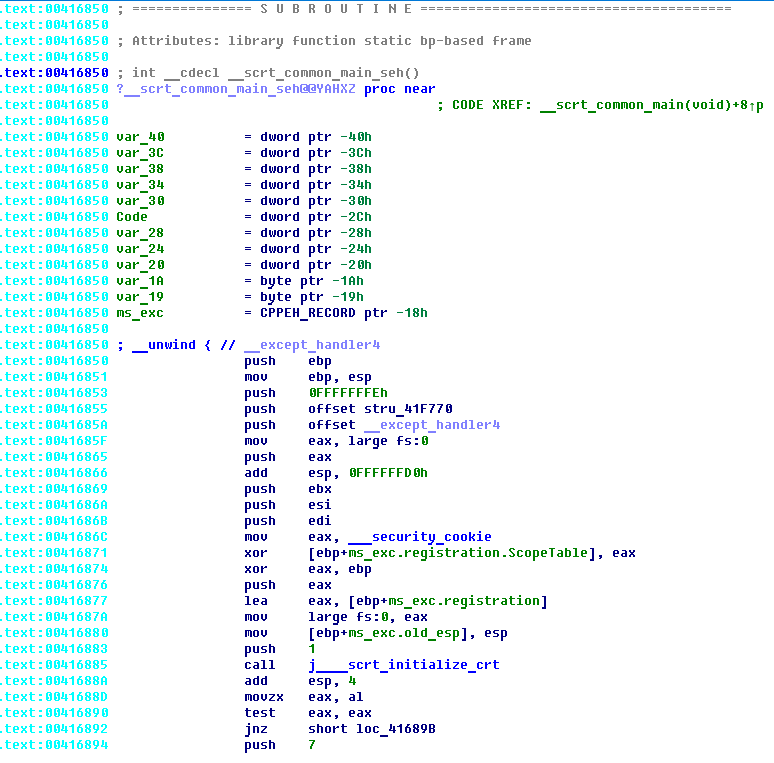 .text:00416850 ; =============== S U B R O U T I N E =======================================
.text:00416850
.text:00416850 ; Attributes: library function static bp-based frame
.text:00416850
.text:00416850 ; int __cdecl __scrt_common_main_seh()
.text:00416850 ?__scrt_common_main_seh@@YAHXZ proc near
.text:00416850 ; CODE XREF: __scrt_common_main(void)+8↑p
.text:00416850
.text:00416850 var_40 = dword ptr -40h
.text:00416850 var_3C = dword ptr -3Ch
.text:00416850 var_38 = dword ptr -38h
.text:00416850 var_34 = dword ptr -34h
.text:00416850 var_30 = dword ptr -30h
.text:00416850 Code = dword ptr -2Ch
.text:00416850 var_28 = dword ptr -28h
.text:00416850 var_24 = dword ptr -24h
.text:00416850 var_20 = dword ptr -20h
.text:00416850 var_1A = byte ptr -1Ah
.text:00416850 var_19 = byte ptr -19h
.text:00416850 ms_exc = CPPEH_RECORD ptr -18h
.text:00416850
.text:00416850 ; __unwind { // __except_handler4
.text:00416850 push ebp
.text:00416851 mov ebp, esp
.text:00416853 push 0FFFFFFFEh
.text:00416855 push offset stru_41F770
.text:0041685A push offset __except_handler4
.text:0041685F mov eax, large fs:0
.text:00416865 push eax
.text:00416866 add esp, 0FFFFFFD0h
.text:00416869 push ebx
.text:0041686A push esi
.text:0041686B push edi
.text:0041686C mov eax, ___security_cookie
.text:00416871 xor [ebp+ms_exc.registration.ScopeTable], eax
.text:00416874 xor eax, ebp
.text:00416876 push eax
.text:00416877 lea eax, [ebp+ms_exc.registration]
.text:0041687A mov large fs:0, eax
.text:00416880 mov [ebp+ms_exc.old_esp], esp
.text:00416883 push 1
.text:00416885 call j____scrt_initialize_crt
.text:0041688A add esp, 4
.text:0041688D movzx eax, al
.text:00416890 test eax, eax
.text:00416892 jnz short loc_41689B
.text:00416894 push 7